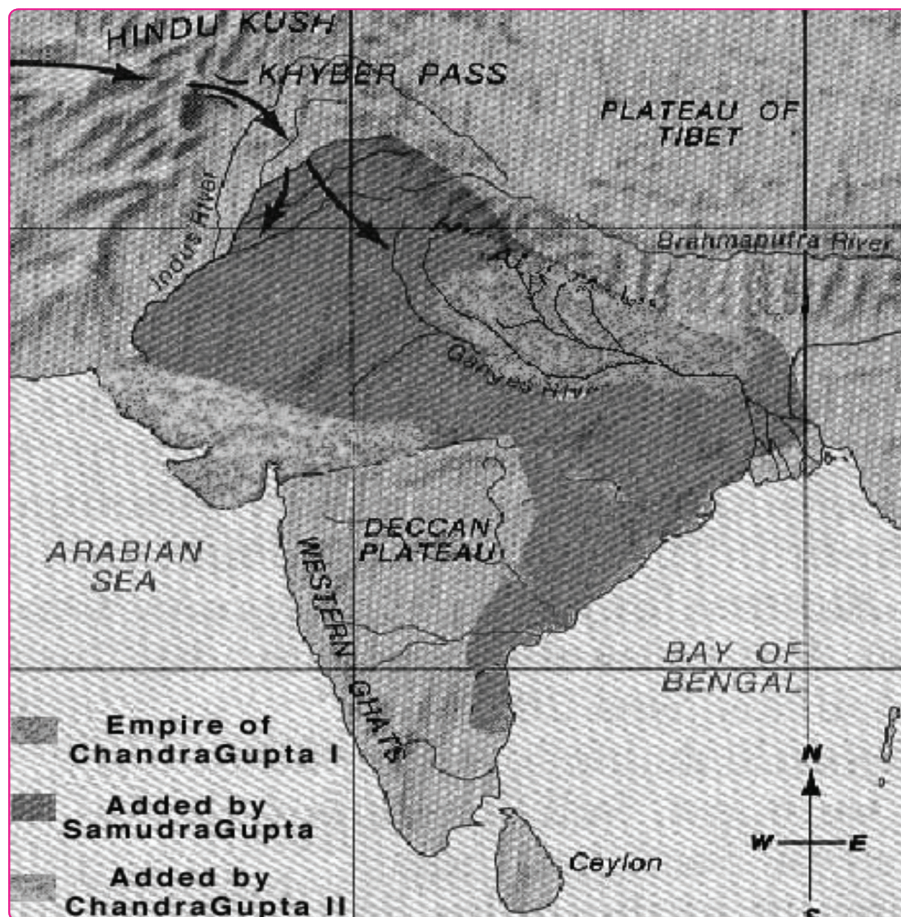 HINDU KUSH
KHYBER PASS
PLATEAU OF
TIBET
Indus River
Brahmaputra River
Ganges River
DECCAN
PLATEAU
ARABIAN
SEA
WESTERN GHATS
BAY OF
BENGAL
Empire of
ChandraGupta I
Added by
SamudraGupta
Added by
ChandraGupta II
Ceylon
N
W
E
S